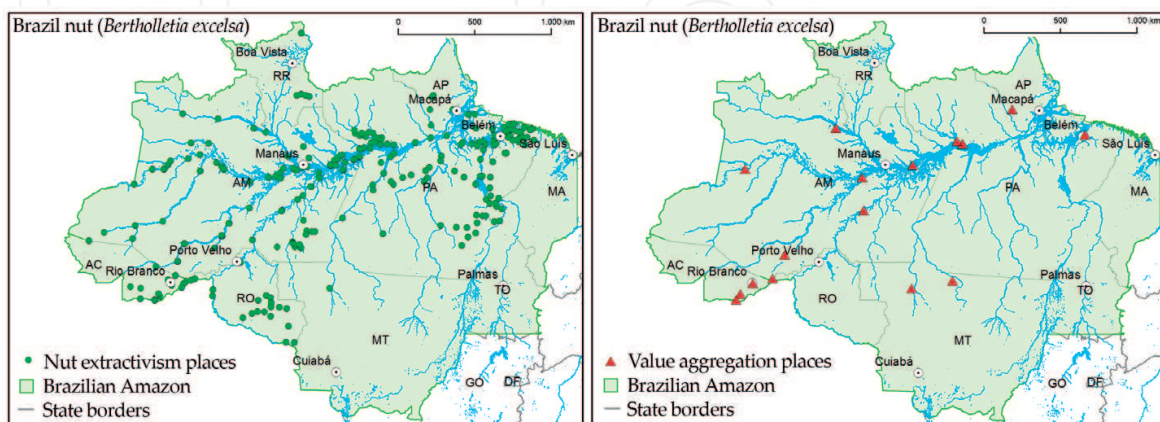 Brazil nut (Bertholletia excelsa)
0 500 1.000 km
Boa Vista
RR
AP
Macapá
Belém
São Luis
Manaus
AM
PA
MA
Porto Velho
AC
Rio Branco
Palmas
TO
RO
MT
Cuiabá
GO
DF
Nut extractivism places
Brazilian Amazon
State borders
Brazil nut (Bertholletia excelsa)
0 500 1.000 km
Boa Vista
RR
AP
Macapá
Belém
São Luis
Manaus
AM
PA
MA
Porto Velho
AC
Rio Branco
Palmas
TO
RO
MT
Cuiabá
GO
DF
Value aggregation places
Brazilian Amazon
State borders